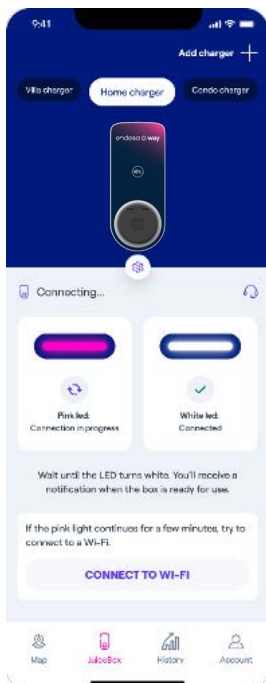 9:41
Add charger
Villa charger
Home charger
Condo charger
endesa way
Connecting...
Pink led:
Connection in progress
White led:
Connected
Wait until the LED turns white. You'll receive a
notification when the box is ready for use.
If the pink light continues for a few minutes, try to
connect to a Wi-Fi.
CONNECT TO WI-FI
Map
JuiceBox
History
Account